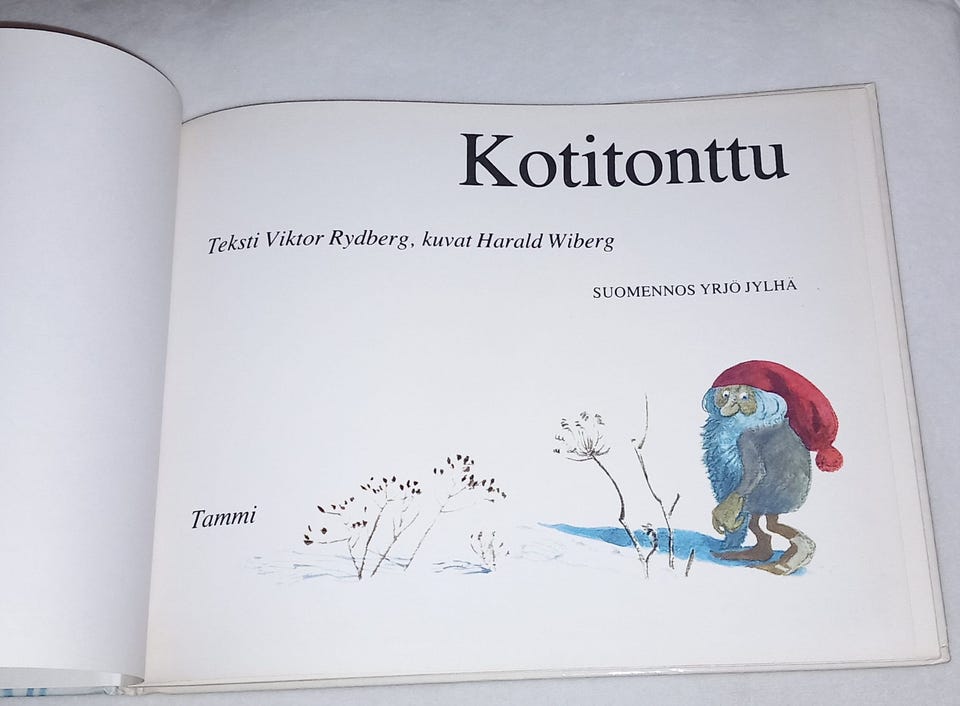 Kotitonttu
Teksti Viktor Rydberg, kuvat Harald Wiberg
SUOMENNOS YRJÖ JYLHÄ
Tammi